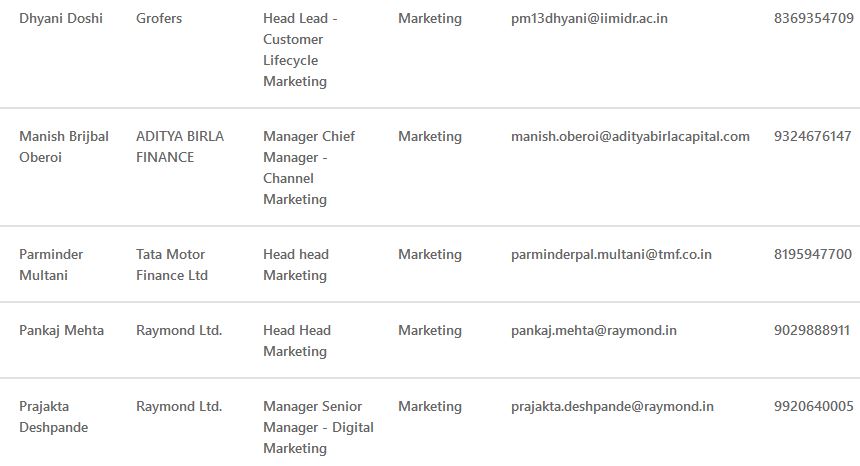 Dhyani Doshi Grofers Head Lead - Marketing pm13dhyani@iimidr.ac.in 8369354709
Customer
Lifecycle
Marketing
Manish Brijbal ADITYA BIRLA Manager Chief Marketing manish.oberoi@adityabirlacapital.com 9324676147
Oberoi FINANCE Manager -
Channel
Marketing
Parminder Tata Motor Head head Marketing parminderpal.multani@tmf.co.in 8195947700
Multani Finance Ltd Marketing
Pankaj Mehta Raymond Ltd. Head Head Marketing pankaj.mehta@raymond.in 9029888911
Marketing
Prajakta Raymond Ltd. Manager Senior Marketing prajakta.deshpande@raymond.in 9920640005
Deshpande Manager - Digital
Marketing